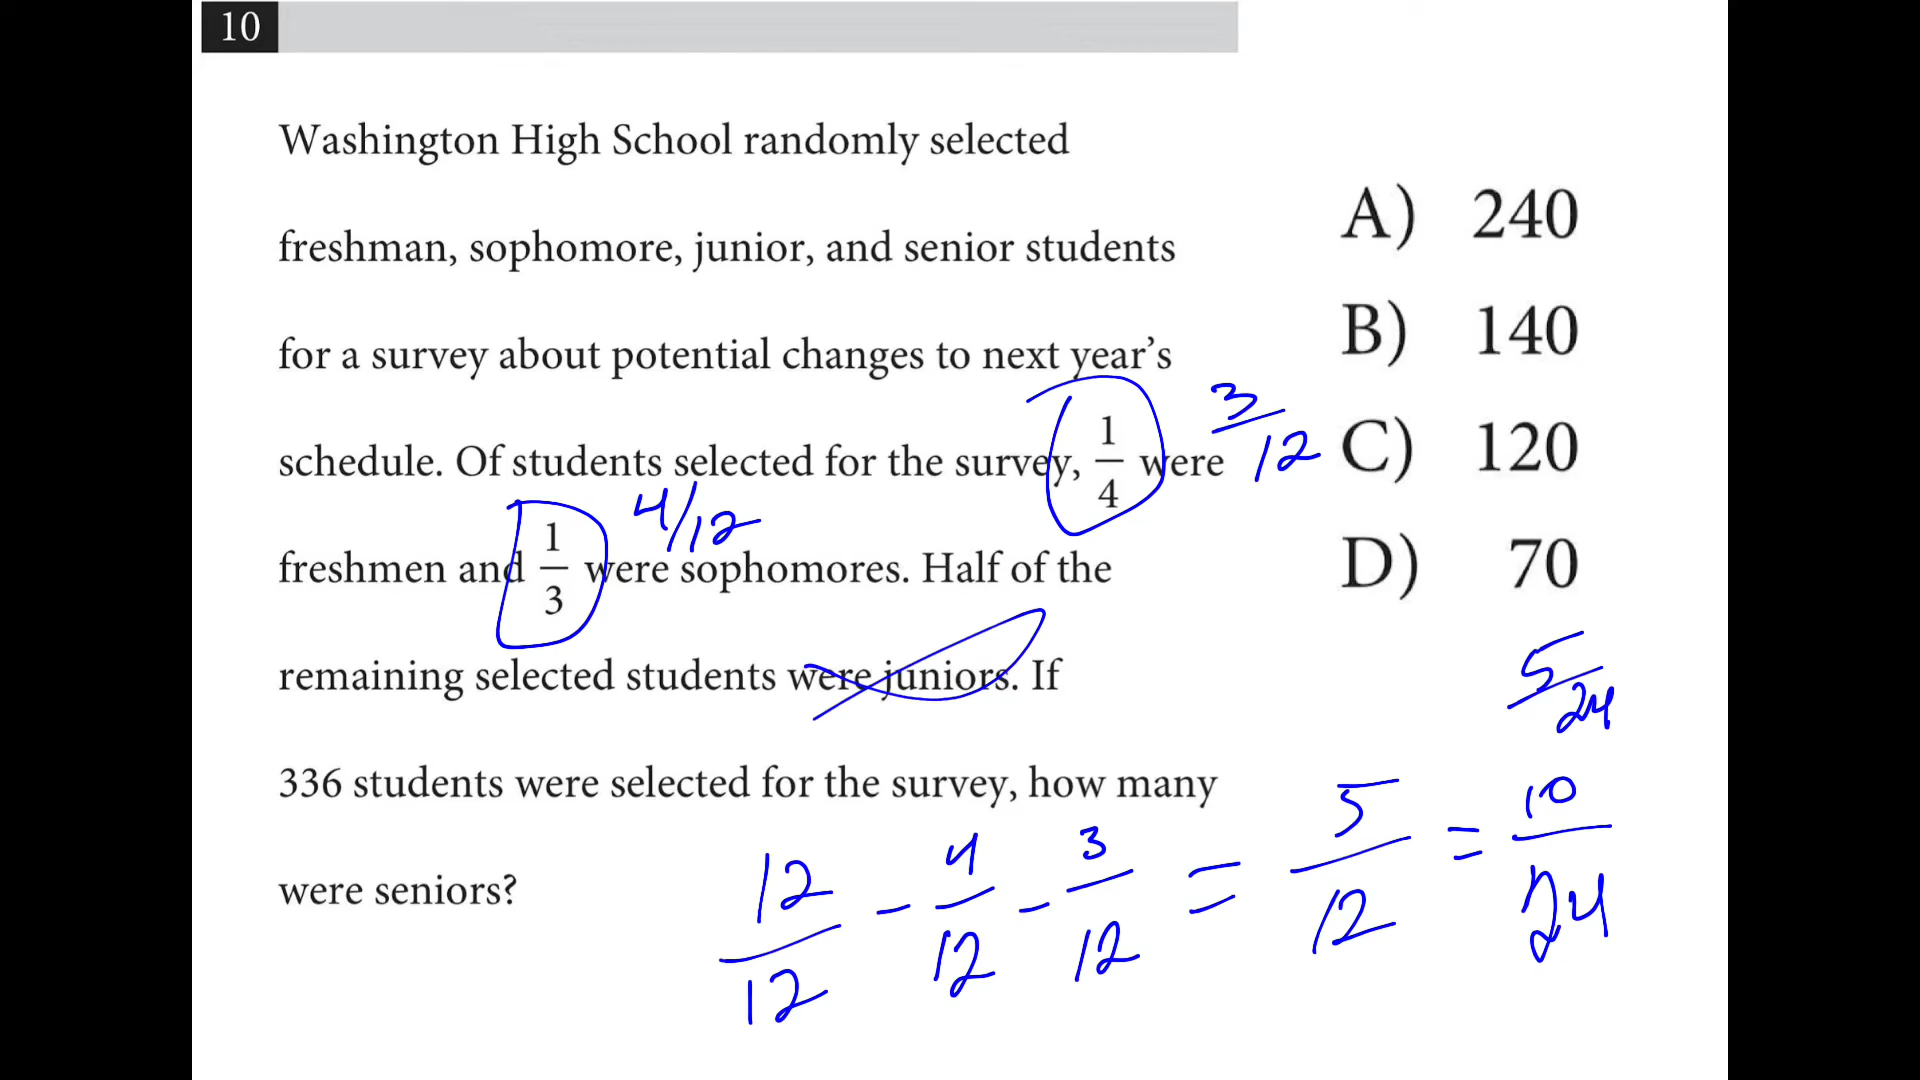 10
Washington High School randomly selected
freshman, sophomore, junior, and senior students
for a survey about potential changes to next year's
schedule. Of students selected for the survey, 1/4 were 3/12
freshmen and 1/3 were sophomores. Half of the 4/12
remaining selected students were juniors. If
336 students were selected for the survey, how many
were seniors?
A) 240
B) 140
C) 120
D) 70
5/24
12/12 - 4/12 - 3/12 = 5/12 = 10/24